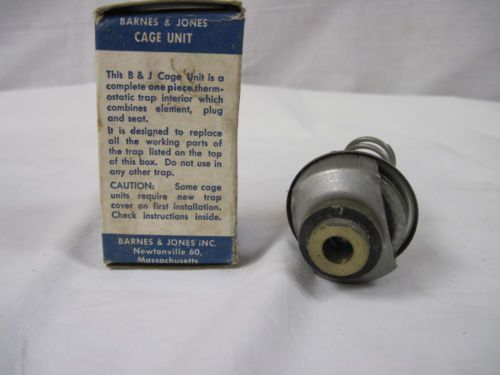 BARNES & JONES
CAGE UNIT
This B & J Cage Unit is a
complete one piece therm-
ostatic trap interior which
combines element, plug
and seat.
It is designed to replace
all the working parts of
the trap listed on the top
of this box. Do not use in
any other trap.
CAUTION: Some cage
units require new trap
cover on first installation.
Check instructions inside.
BARNES & JONES INC.
Newtonville 60,
Massachusetts